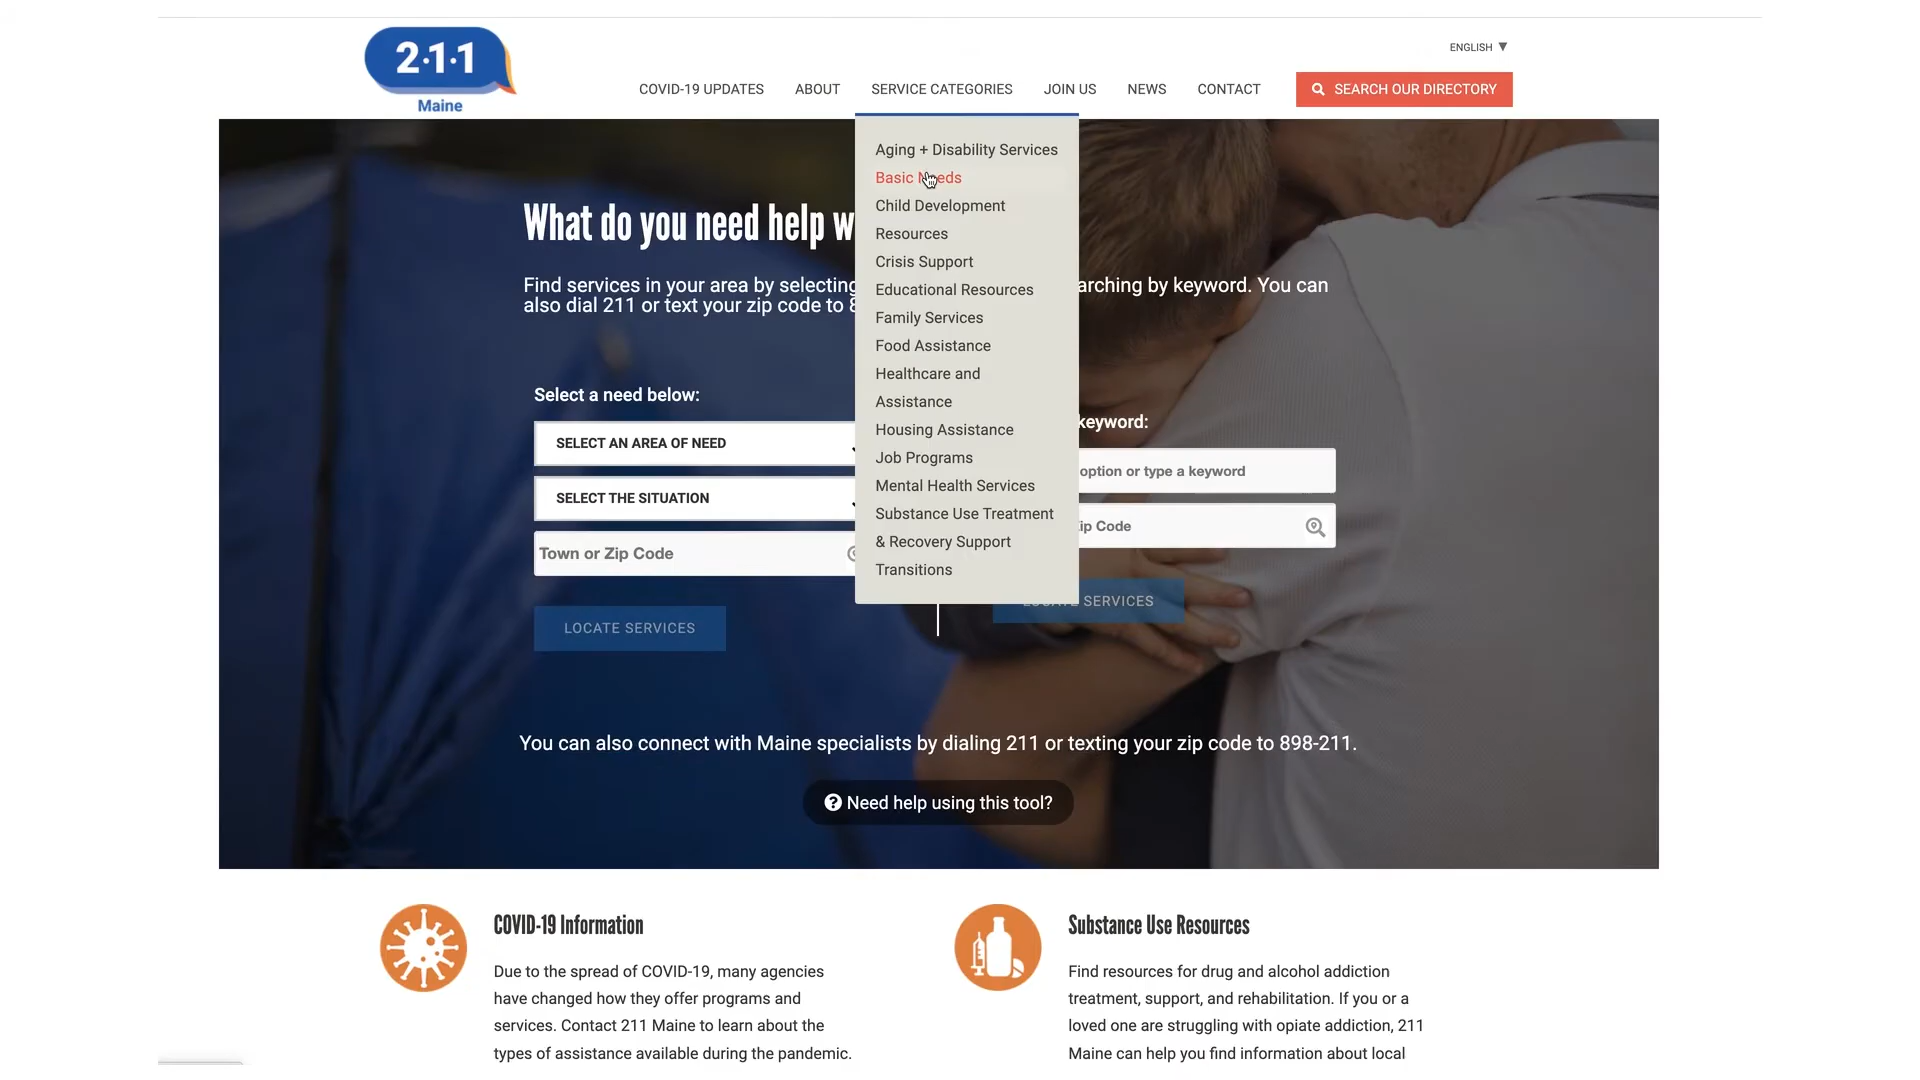 2·1·1
Maine
ENGLISH ▼
COVID-19 UPDATES
ABOUT
SERVICE CATEGORIES
JOIN US
NEWS
CONTACT
SEARCH OUR DIRECTORY
Aging + Disability Services
Basic Needs
Child Development
Resources
Crisis Support
Educational Resources
Family Services
Food Assistance
Healthcare and
Assistance
Housing Assistance
Job Programs
Mental Health Services
Substance Use Treatment
& Recovery Support
Transitions
What do you need help w
Find services in your area by selecting arching by keyword. You can
also dial 211 or text your zip code to
Select a need below:
SELECT AN AREA OF NEED
SELECT THE SITUATION
Town or Zip Code
LOCATE SERVICES
keyword:
option or type a keyword
ip Code
LOCATE SERVICES
You can also connect with Maine specialists by dialing 211 or texting your zip code to 898-211.
? Need help using this tool?
COVID-19 Information
Due to the spread of COVID-19, many agencies
have changed how they offer programs and
services. Contact 211 Maine to learn about the
types of assistance available during the pandemic.
Substance Use Resources
Find resources for drug and alcohol addiction
treatment, support, and rehabilitation. If you or a
loved one are struggling with opiate addiction, 211
Maine can help you find information about local